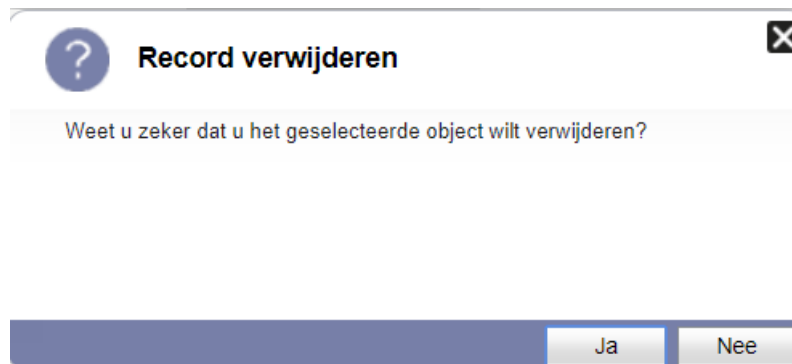 Record verwijderen
Weet u zeker dat u het geselecteerde object wilt verwijderen?
Ja
Nee